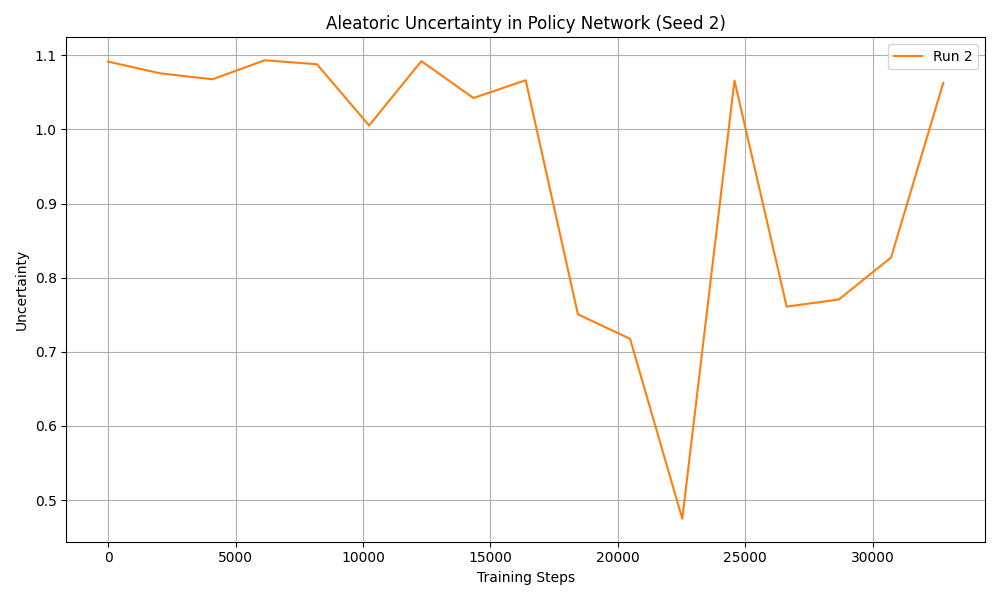 Aleatoric Uncertainty in Policy Network (Seed 2)
Run 2
Uncertainty
1.1
1.0
0.9
0.8
0.7
0.6
0.5
0 5000 10000 15000 20000 25000 30000
Training Steps